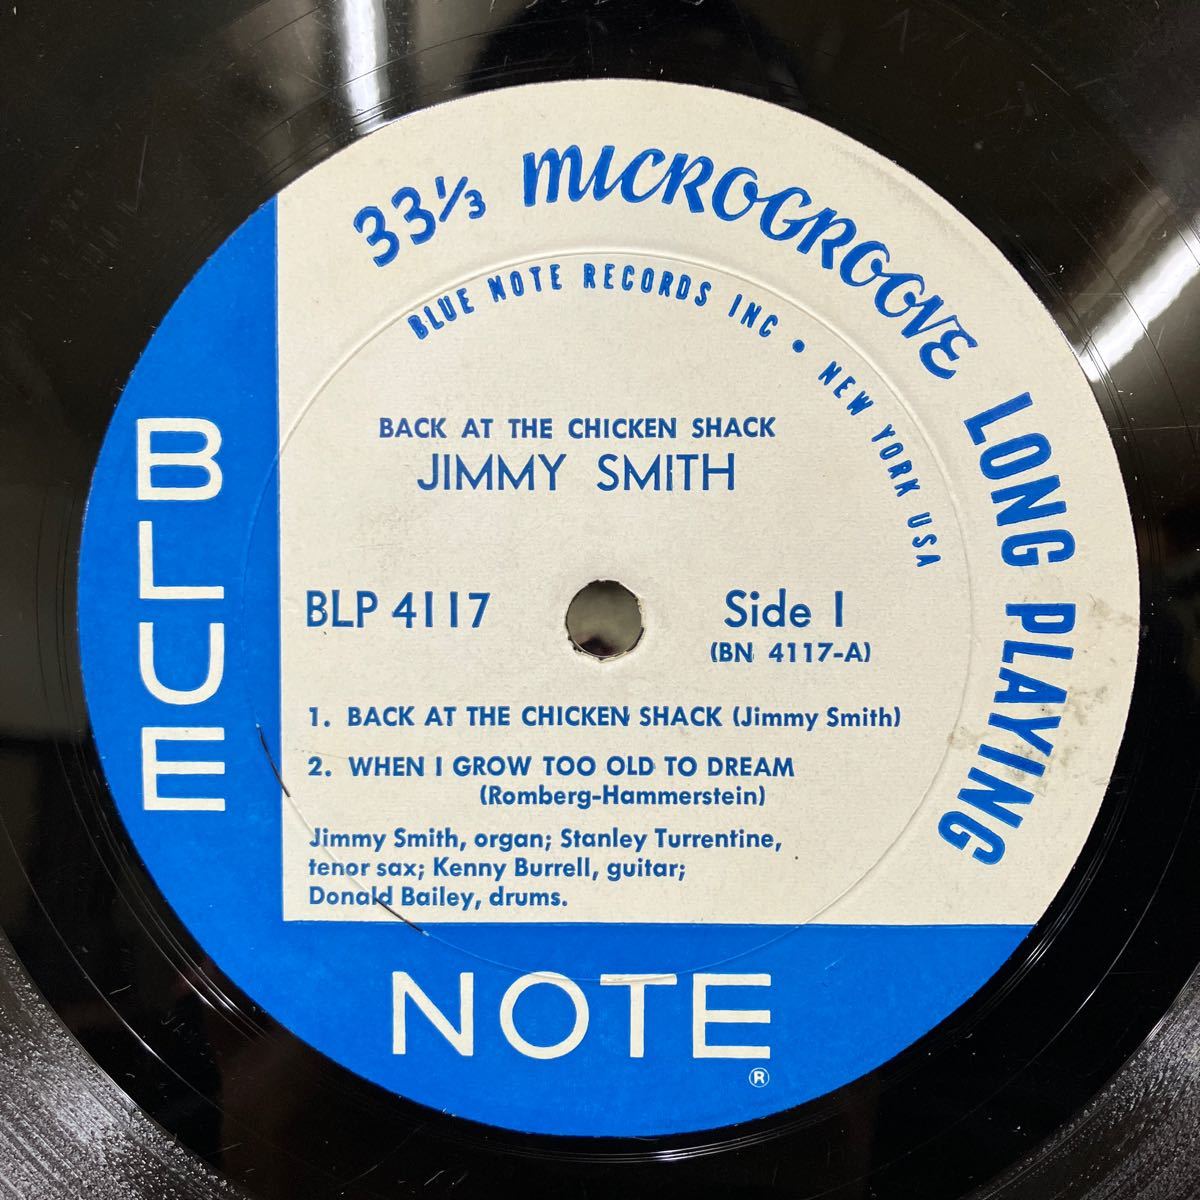 33⅓ MICROGROOVE LONG PLAYING
BLUE NOTE RECORDS INC • NEW YORK USA
BACK AT THE CHICKEN SHACK
JIMMY SMITH
BLP 4117
Side 1
(BN 4117-A)
1. BACK AT THE CHICKEN SHACK (Jimmy Smith)
2. WHEN I GROW TOO OLD TO DREAM
(Romberg-Hammerstein)
Jimmy Smith, organ; Stanley Turrentine,
tenor sax; Kenny Burrell, guitar;
Donald Bailey, drums.
BLUE
NOTE
®